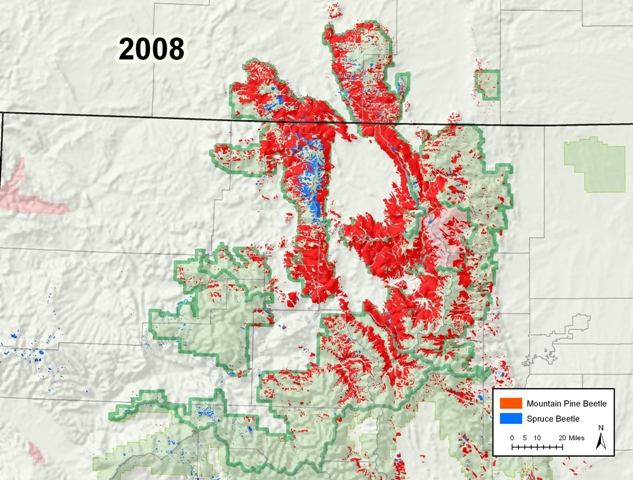 2008
Mountain Pine Beetle
Spruce Beetle
N
0 5 10 20 Miles